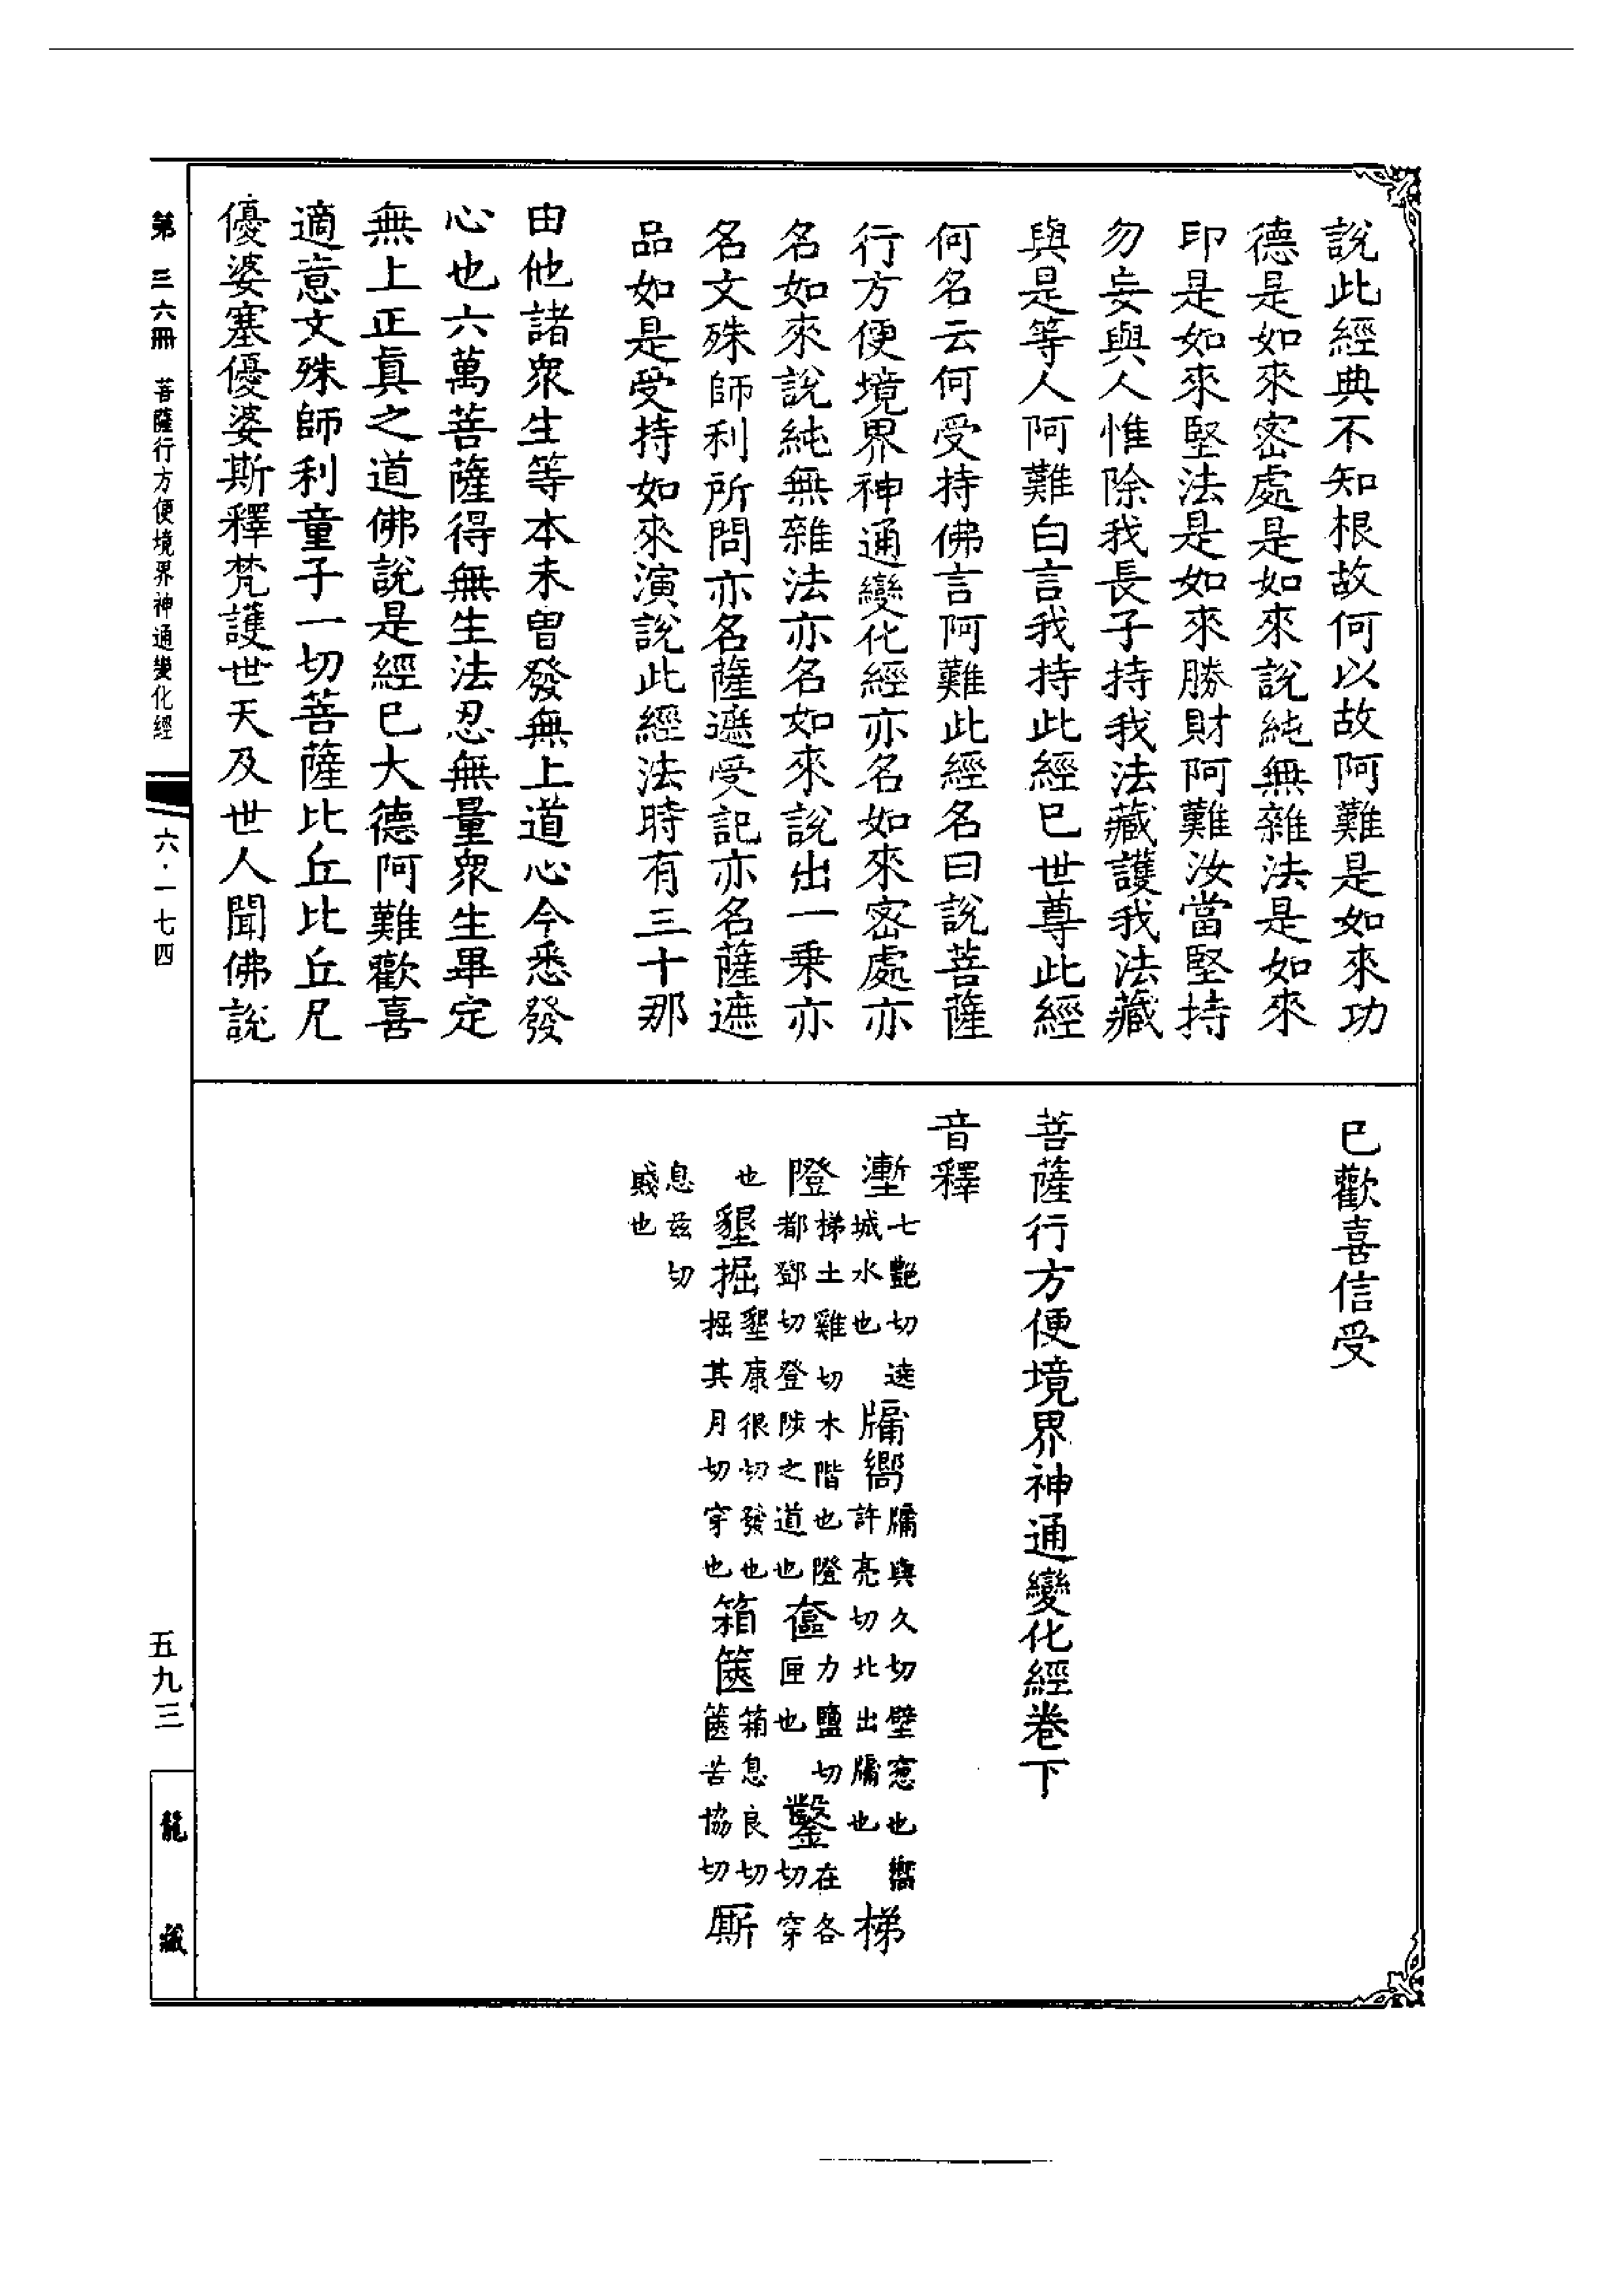 說此經典不知根故何以故阿難是如來功
德是如來密處是如來說純無雜法是如來
印是如來堅法是如來勝財阿難汝當堅持
勿妄與人惟除我長子持我法藏護我法藏
與是等人阿難白言我持此經已世尊此經
何名云何受持佛言阿難此經名曰說菩薩
行方便境界神通變化經亦名如來密處亦
名如來說純無雜法亦名如來說出一乘亦
名文殊師利所問亦名薩遮受記亦名薩遮
品如是受持如來演說此經法時有三十那
由他諸衆生等本未曾發無上道心今悉發
心也六萬菩薩得無生法忍無量衆生畢定
無上正真之道佛說是經已大德阿難歡喜
適意文殊師利童子一切菩薩比丘比丘尼
優婆塞優婆斯釋梵護世天及世人聞佛說
已歡喜信受
菩薩行方便境界神通變化經卷下
音釋
壍七艷切遶城水也 牖嚮牖與久切壁窓也嚮許亮切北出牖也 梯
隥梯土雞切木階也隥都鄧切登陟之道也 奩力鹽切匣也 鑿在各切穿
也 墾掘墾康很切發也掘其月切穿也 箱篋箱息良切篋苦協切 廝
息茲切
賤也
第三六冊 菩薩行方便境界神通變化經
六·一七四
五九三
龍藏